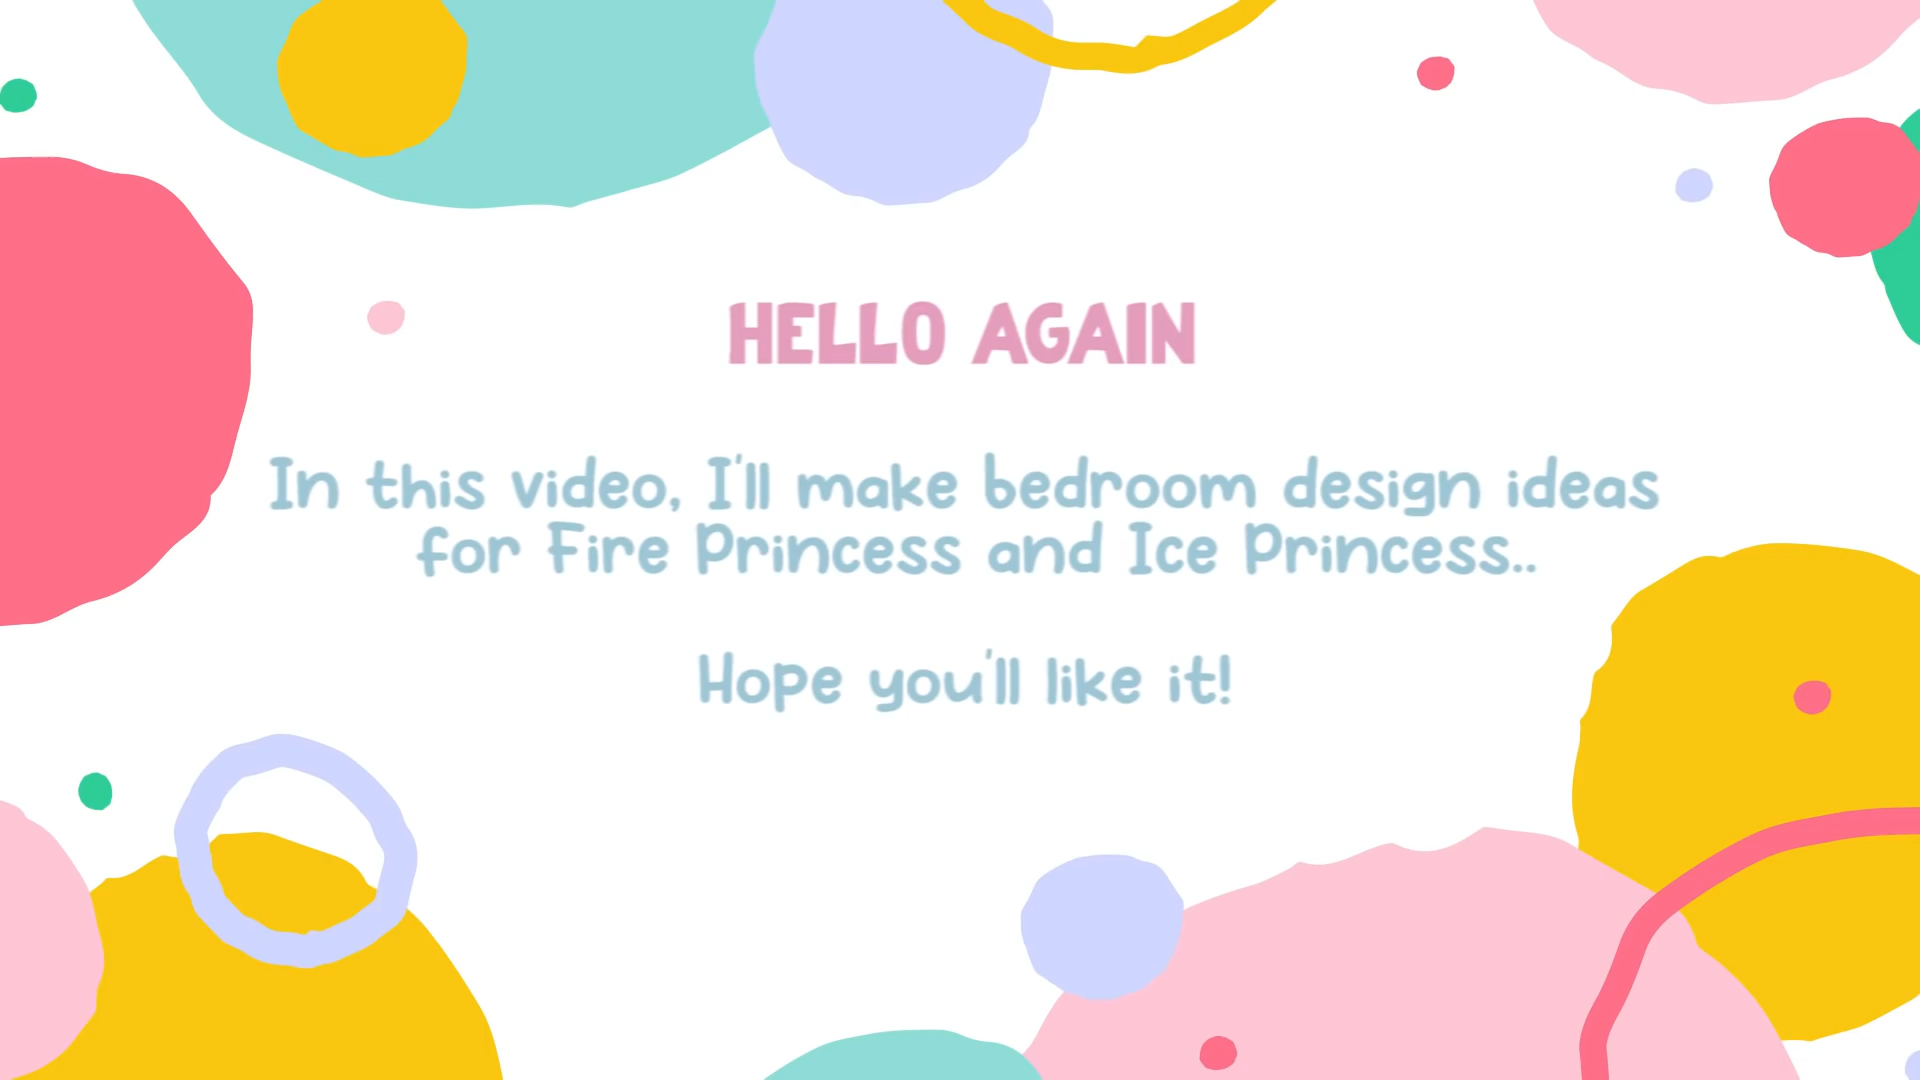 HELLO AGAIN
In this video, I'll make bedroom design ideas
for Fire Princess and Ice Princess..
Hope you'll like it!